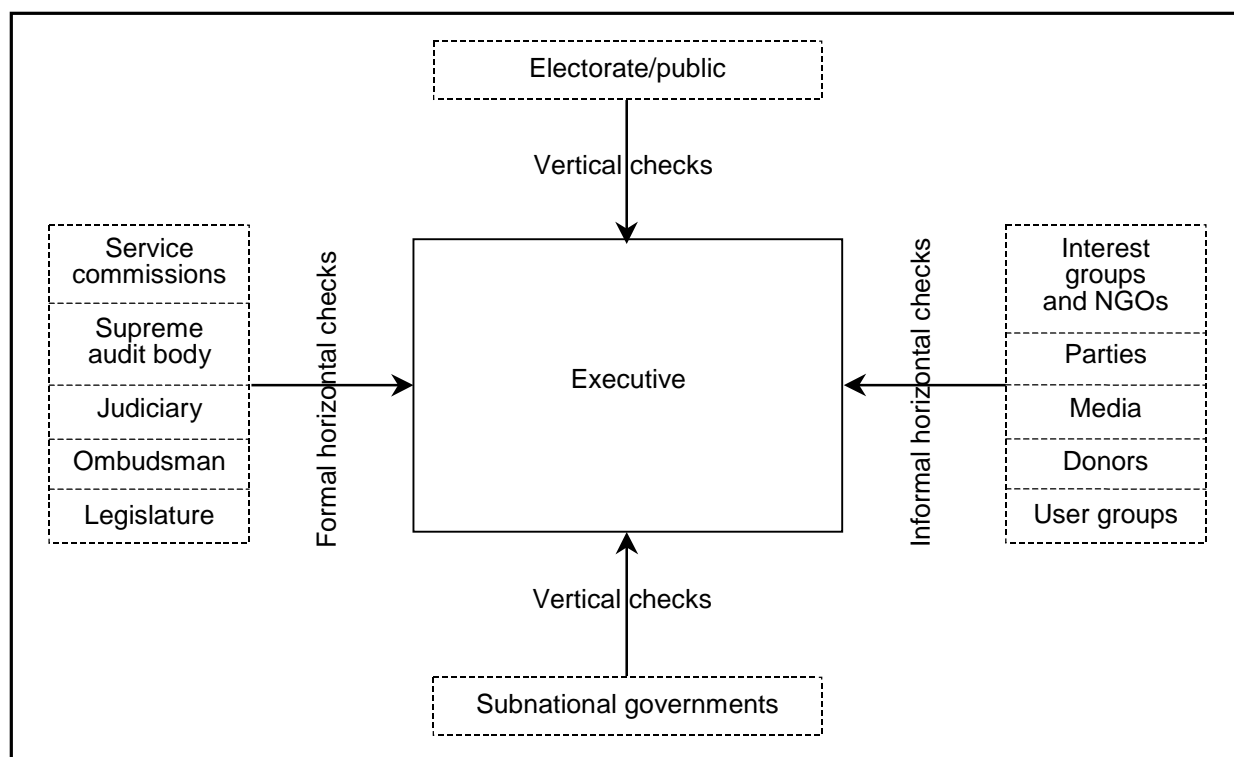 Electorate/public
Vertical checks
Service
commissions
Supreme
audit body
Judiciary
Ombudsman
Legislature
Formal horizontal checks
Executive
Informal horizontal checks
Interest
groups
and NGOs
Parties
Media
Donors
User groups
Vertical checks
Subnational governments